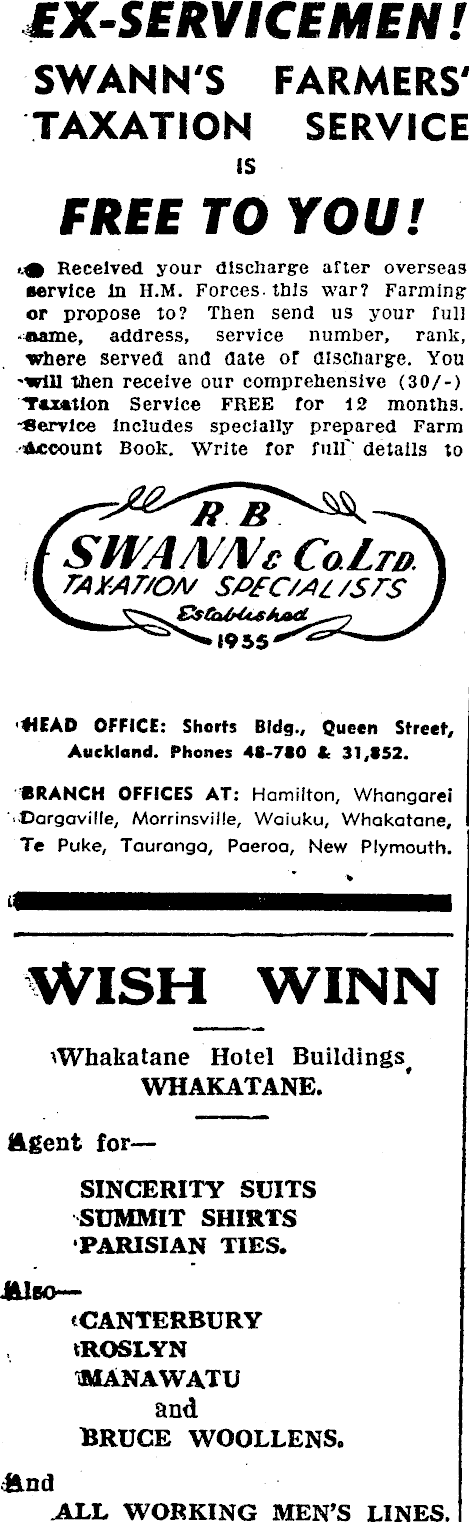 EX-SERVICEMEN!
SWANN'S FARMERS'
TAXATION SERVICE
IS
FREE TO YOU!
● Received your discharge after overseas
service in H.M. Forces this war? Farming
or propose to? Then send us your full
name, address, service number, rank,
where served and date of discharge. You
will then receive our comprehensive (30/-)
Taxation Service FREE for 12 months.
Service includes specially prepared Farm
Account Book. Write for full details to
R. B.
SWANN & Co. LTD.
TAXATION SPECIALISTS
Established
1935
HEAD OFFICE: Shorts Bldg., Queen Street,
Auckland. Phones 48-780 & 31,852.
BRANCH OFFICES AT: Hamilton, Whangarei
Dargaville, Morrinsville, Waiuku, Whakatane,
Te Puke, Tauranga, Paeroa, New Plymouth.
WISH WINN
Whakatane Hotel Buildings,
WHAKATANE.
Agent for—
SINCERITY SUITS
SUMMIT SHIRTS
PARISIAN TIES.
Also—
CANTERBURY
ROSLYN
MANAWATU
and
BRUCE WOOLLENS.
And
ALL WORKING MEN'S LINES.